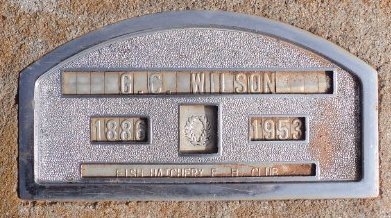 G.C. WILSON
1886 1953
FISH HATCHERY E. H. CLUB